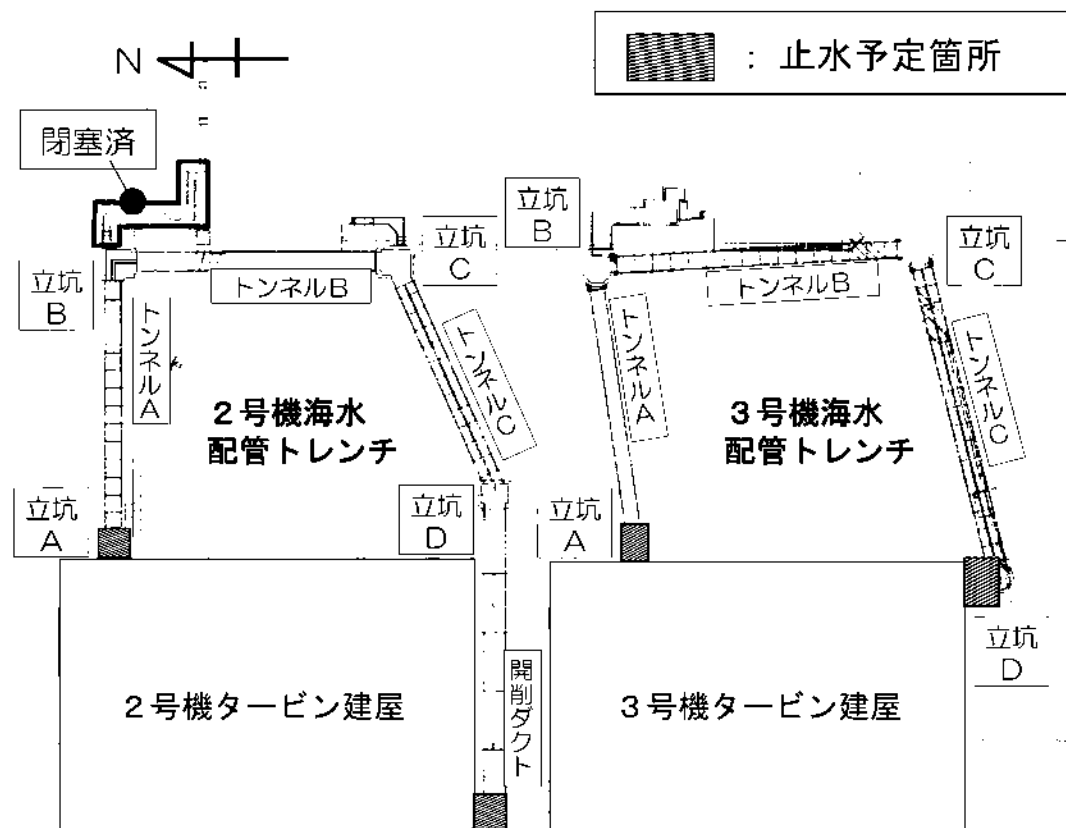 N
：止水予定箇所
閉塞済
立坑
B
立坑
C
立坑
B
立坑
C
トンネルB
トンネルB
トンネルA
トンネルC
トンネルA
トンネルC
２号機海水
配管トレンチ
３号機海水
配管トレンチ
立坑
A
立坑
D
立坑
A
立坑
D
２号機タービン建屋
開削ダクト
３号機タービン建屋